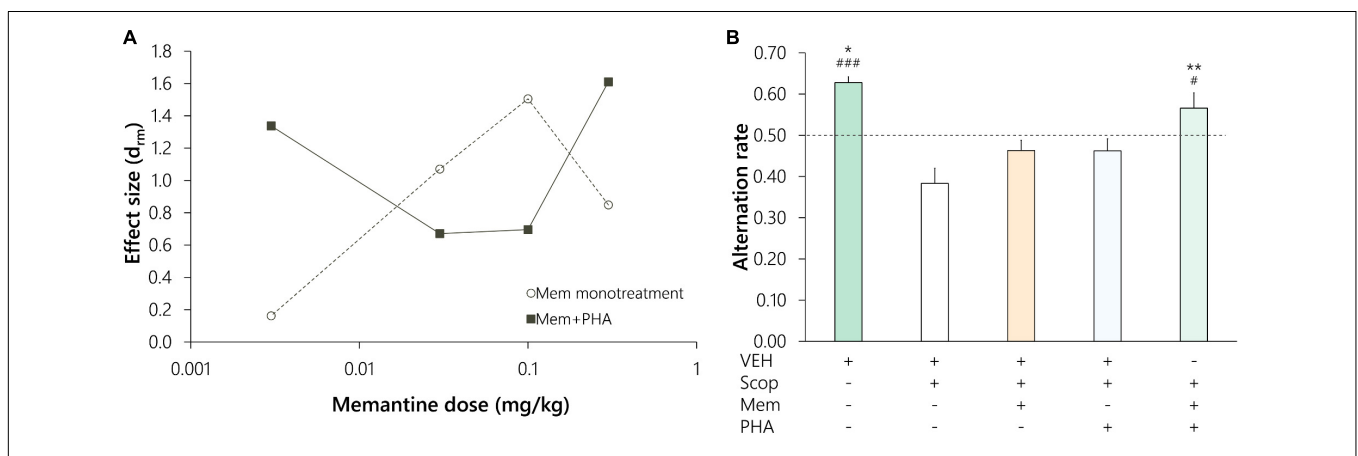 A
Effect size (d_rm)
1.8
1.6
1.4
1.2
1.0
0.8
0.6
0.4
0.2
0.0
0.001 0.01 0.1 1
Memantine dose (mg/kg)
Mem monotreatment
Mem+PHA
B
Alternation rate
0.70
0.60
0.50
0.40
0.30
0.20
0.10
0.00
* **
### #
VEH + + + + -
Scop - + + + +
Mem - - + - +
PHA - - - + +